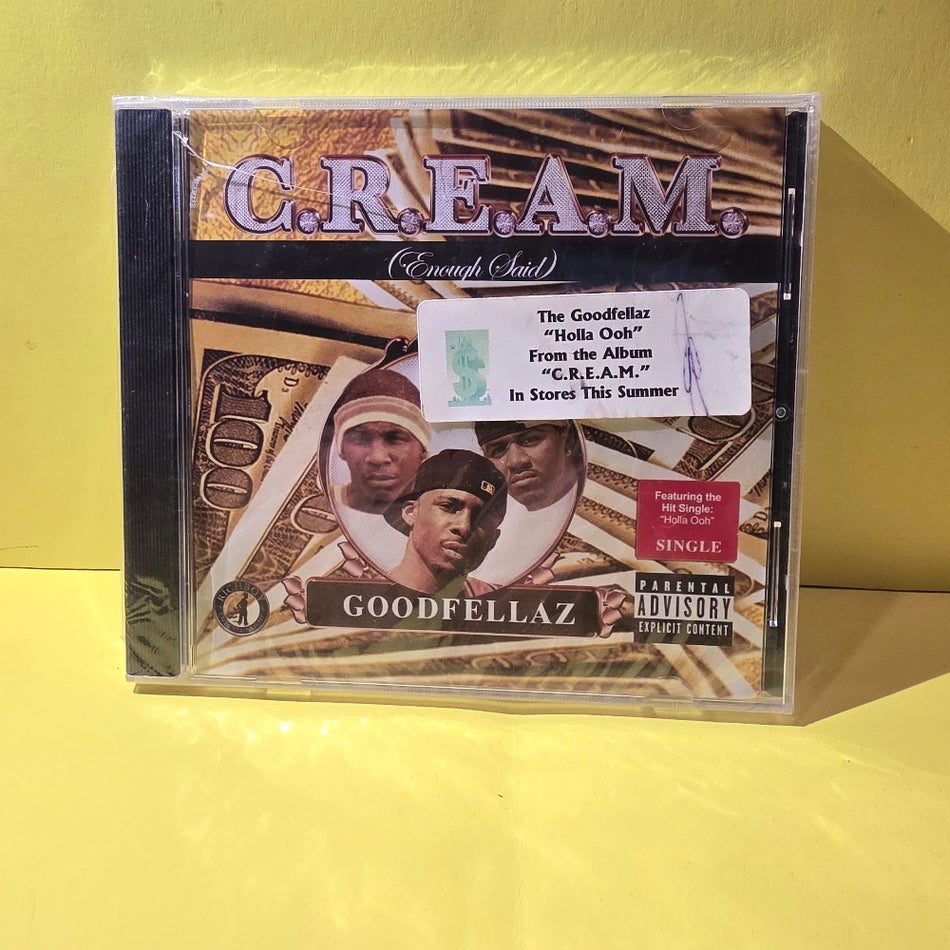 C.R.E.A.M.
(Enough Said)
The Goodfellaz
“Holla Ooh”
From the Album
“C.R.E.A.M.”
In Stores This Summer
$
100
Featuring the
Hit Single:
"Holla Ooh"
SINGLE
GOODFELLAZ
PARENTAL
ADVISORY
EXPLICIT CONTENT